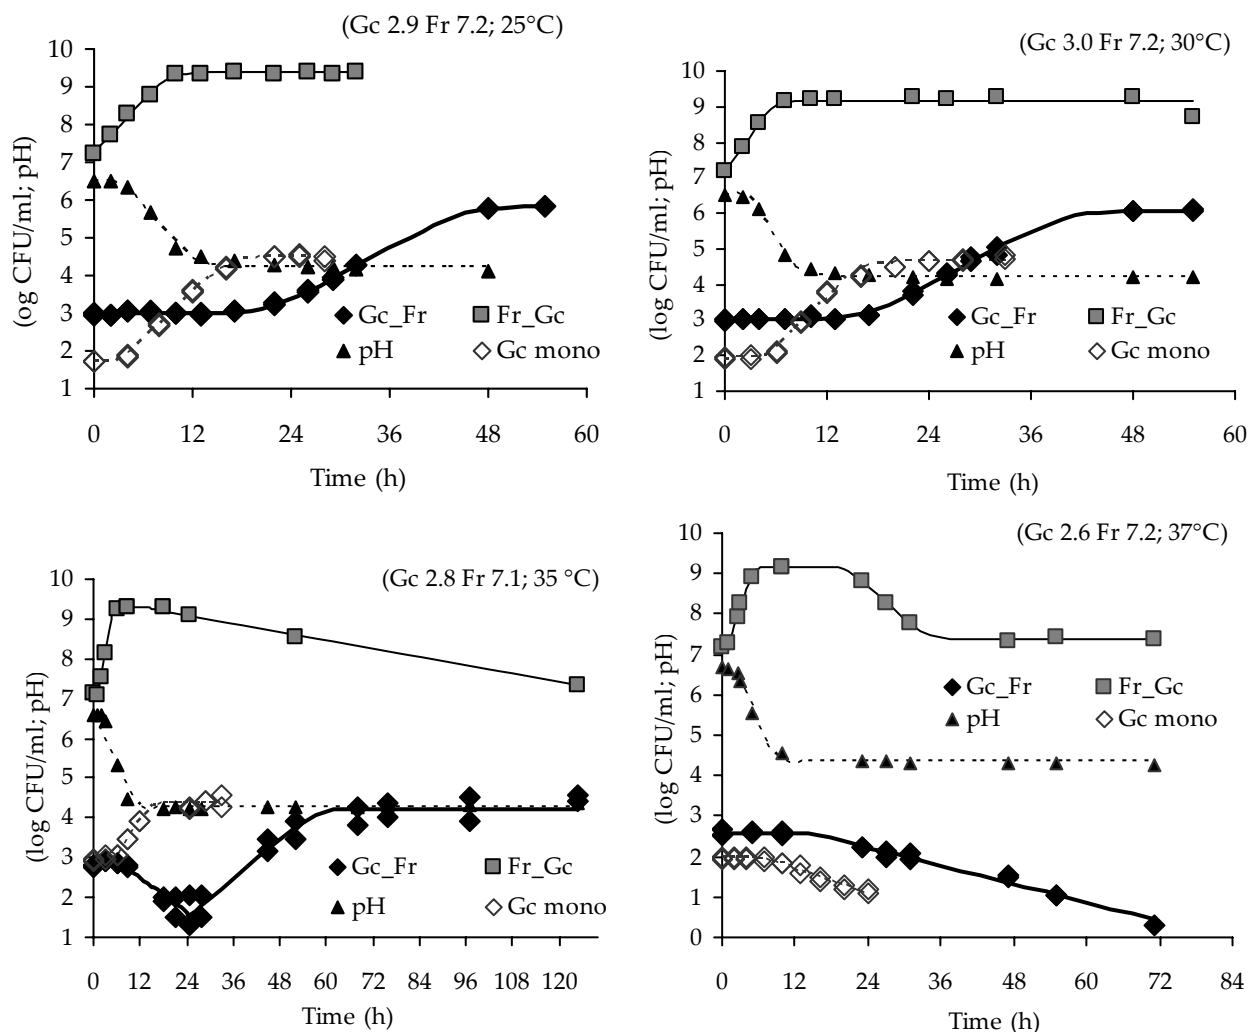 (Gc 2.9 Fr 7.2; 25°C)
10
9
8
7
6
5
4
3
2
1
(og CFU/ml; pH)
Gc_Fr
Fr_Gc
pH
Gc mono
0 12 24 36 48 60
Time (h)
(Gc 3.0 Fr 7.2; 30°C)
10
9
8
7
6
5
4
3
2
1
(log CFU/ml; pH)
Gc_Fr
Fr_Gc
pH
Gc mono
0 12 24 36 48 60
Time (h)
(Gc 2.8 Fr 7.1; 35 °C)
10
9
8
7
6
5
4
3
2
1
(log CFU/ml; pH)
Gc_Fr
Fr_Gc
pH
Gc mono
0 12 24 36 48 60 72 84 96 108 120
Time (h)
(Gc 2.6 Fr 7.2; 37°C)
10
9
8
7
6
5
4
3
2
1
0
(log CFU/ml; pH)
Gc_Fr
Fr_Gc
pH
Gc mono
0 12 24 36 48 60 72 84
Time (h)